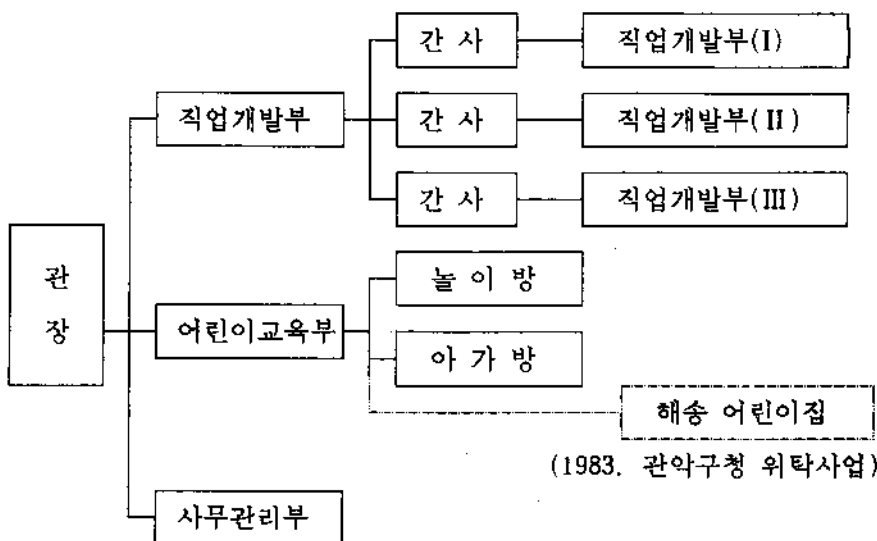 간 사
직업개발부(I)
직업개발부
간 사
직업개발부(II)
간 사
직업개발부(III)
관
장
놀 이 방
어린이교육부
아 가 방
해송 어린이집
(1983. 관악구청 위탁사업)
사무관리부